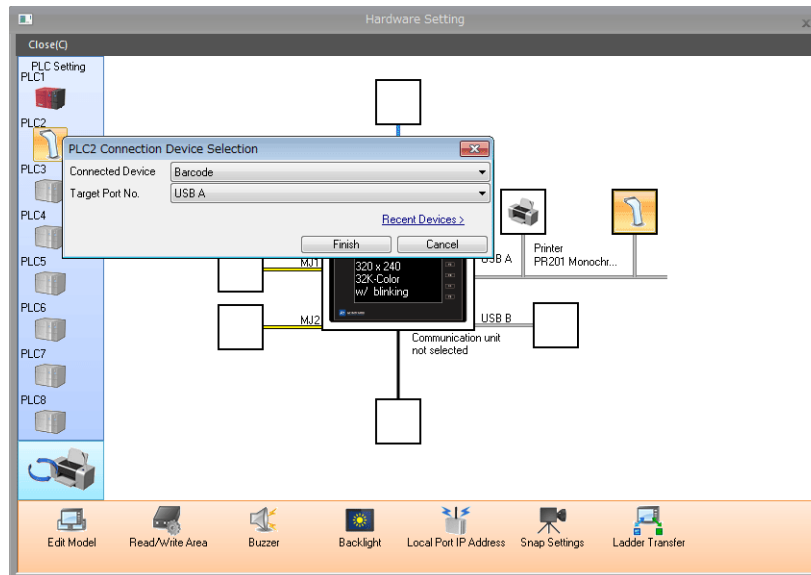 Hardware Setting
x
Close(C)
PLC Setting
PLC1
PLC2
PLC2 Connection Device Selection
Connected Device Barcode
Target Port No. USB A
Recent Devices >
Finish Cancel
PLC3
PLC4
PLC5
PLC6
PLC7
PLC8
MJ1
320 x 240
32K-Color
w/ blinking
USB A
Printer
PR201 Monochr...
MJ2
USB B
Communication unit
not selected
Edit Model Read/Write Area Buzzer Backlight Local Port IP Address Snap Settings Ladder Transfer